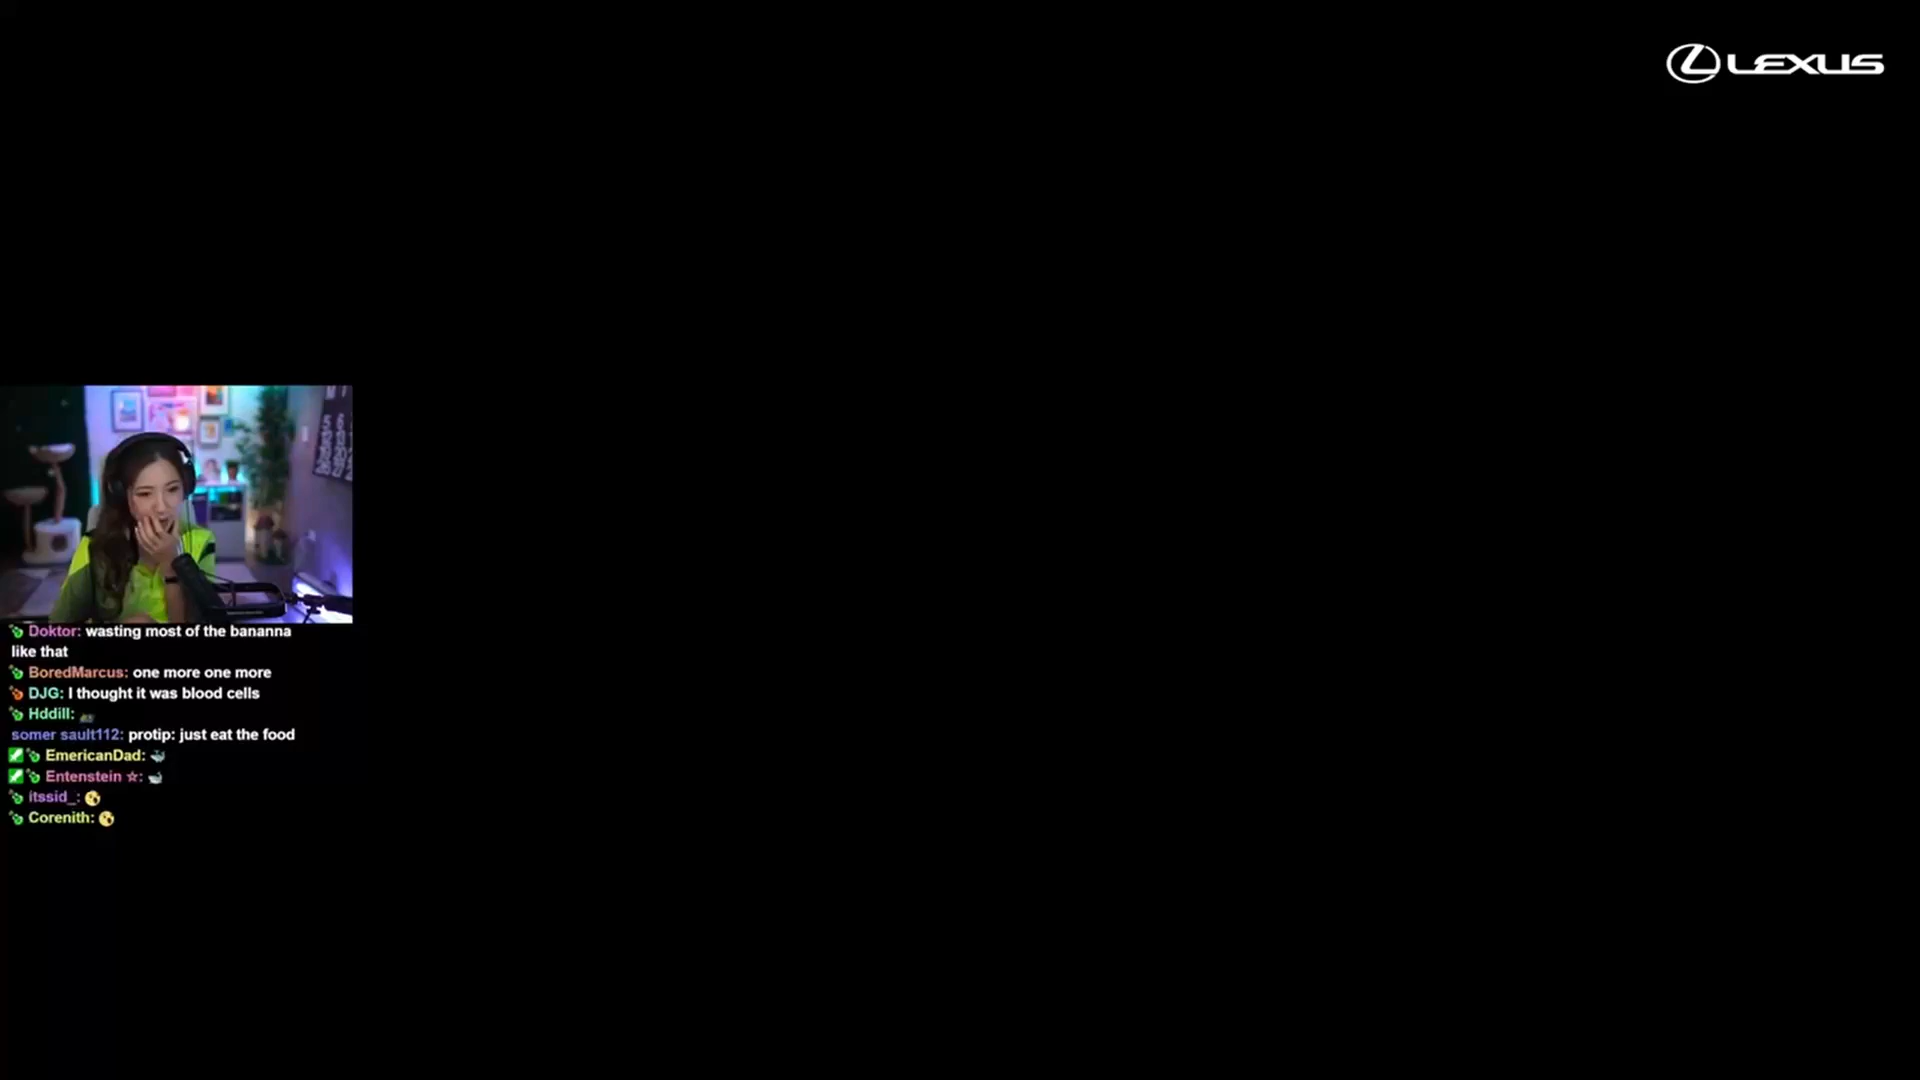 LEXUS
Doktor: wasting most of the bananna
like that
BoredMarcus: one more one more
DJG: I thought it was blood cells
Hddill:
somer sault112: protip: just eat the food
EmericanDad:
Entenstein ☆:
itssid_:
Corenith: